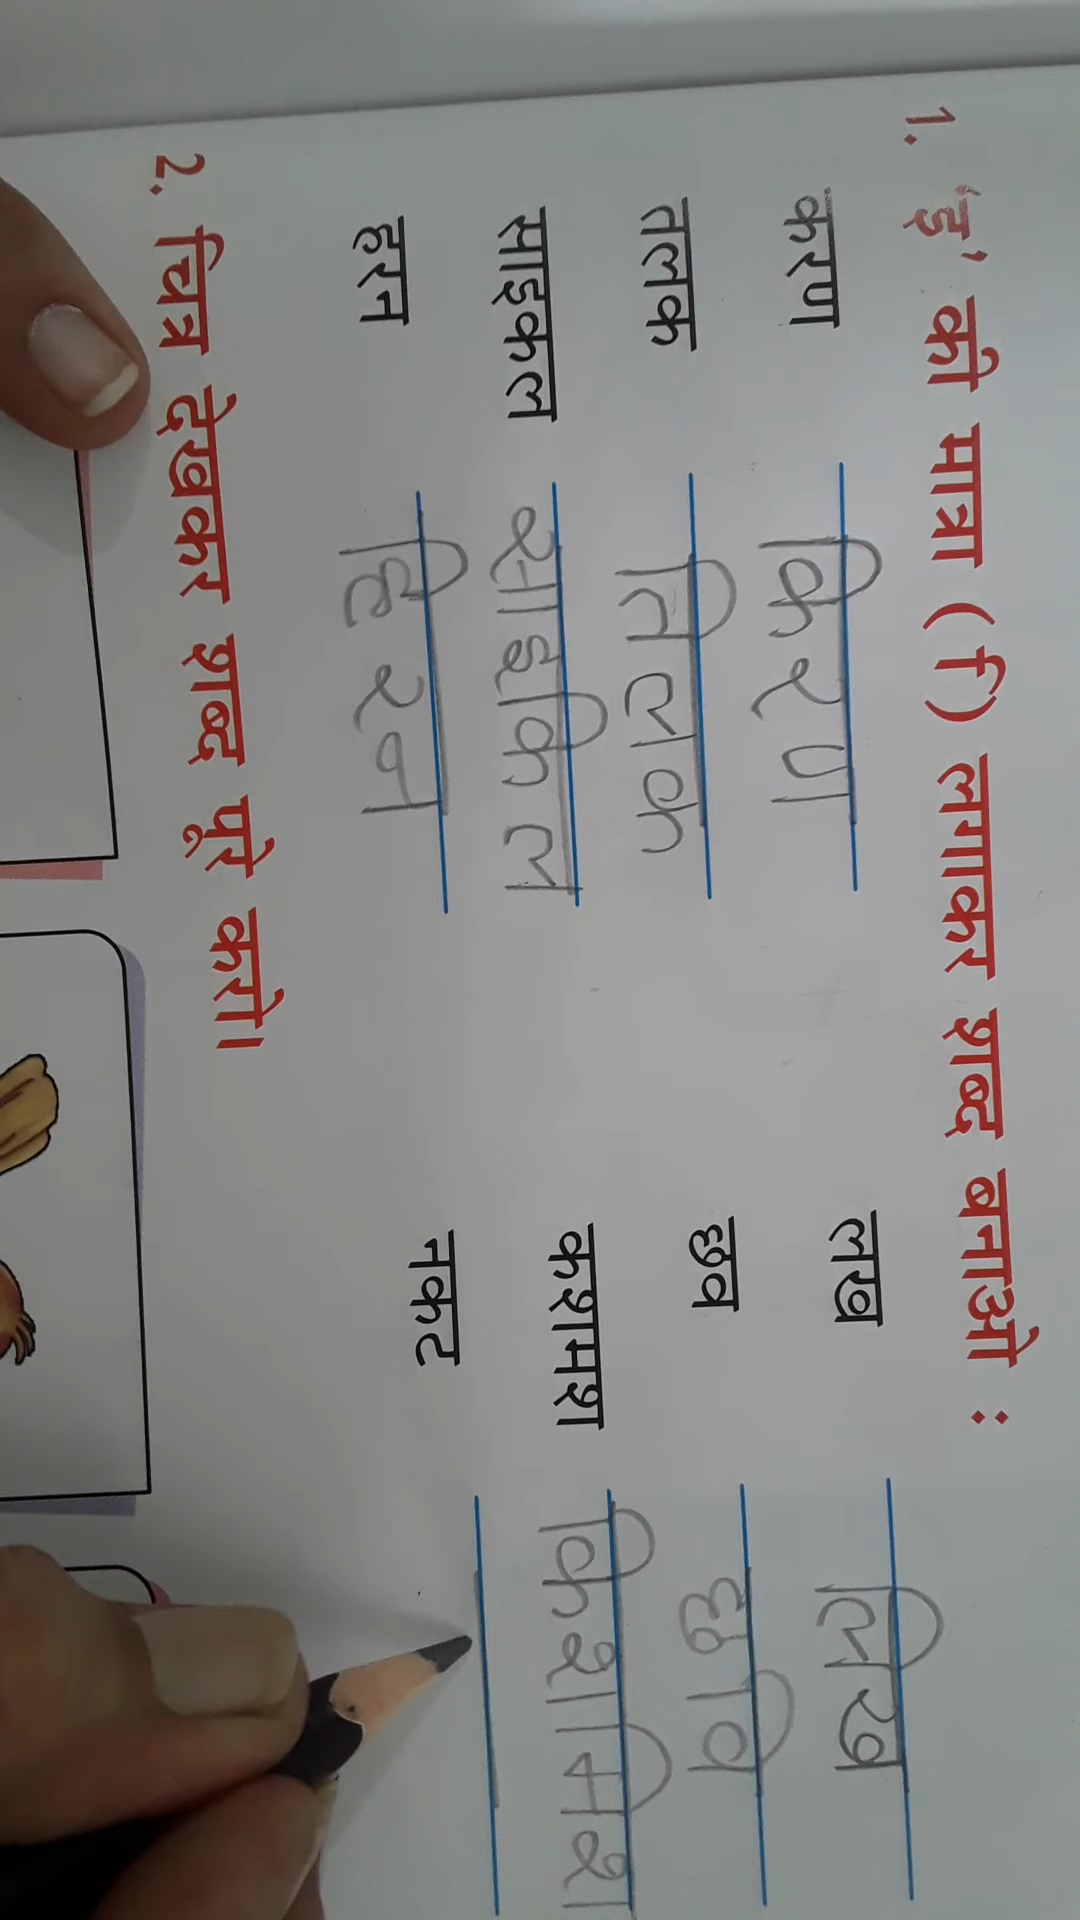 1. 'इ' की मात्रा (ि) लगाकर शब्द बनाओ :
करण किरण लख लिख
तलक तिलक छव छवि
साइकल साइकिल कशमश किशमिश
हरन हिरन नकट
2. चित्र देखकर शब्द पूरे करो।